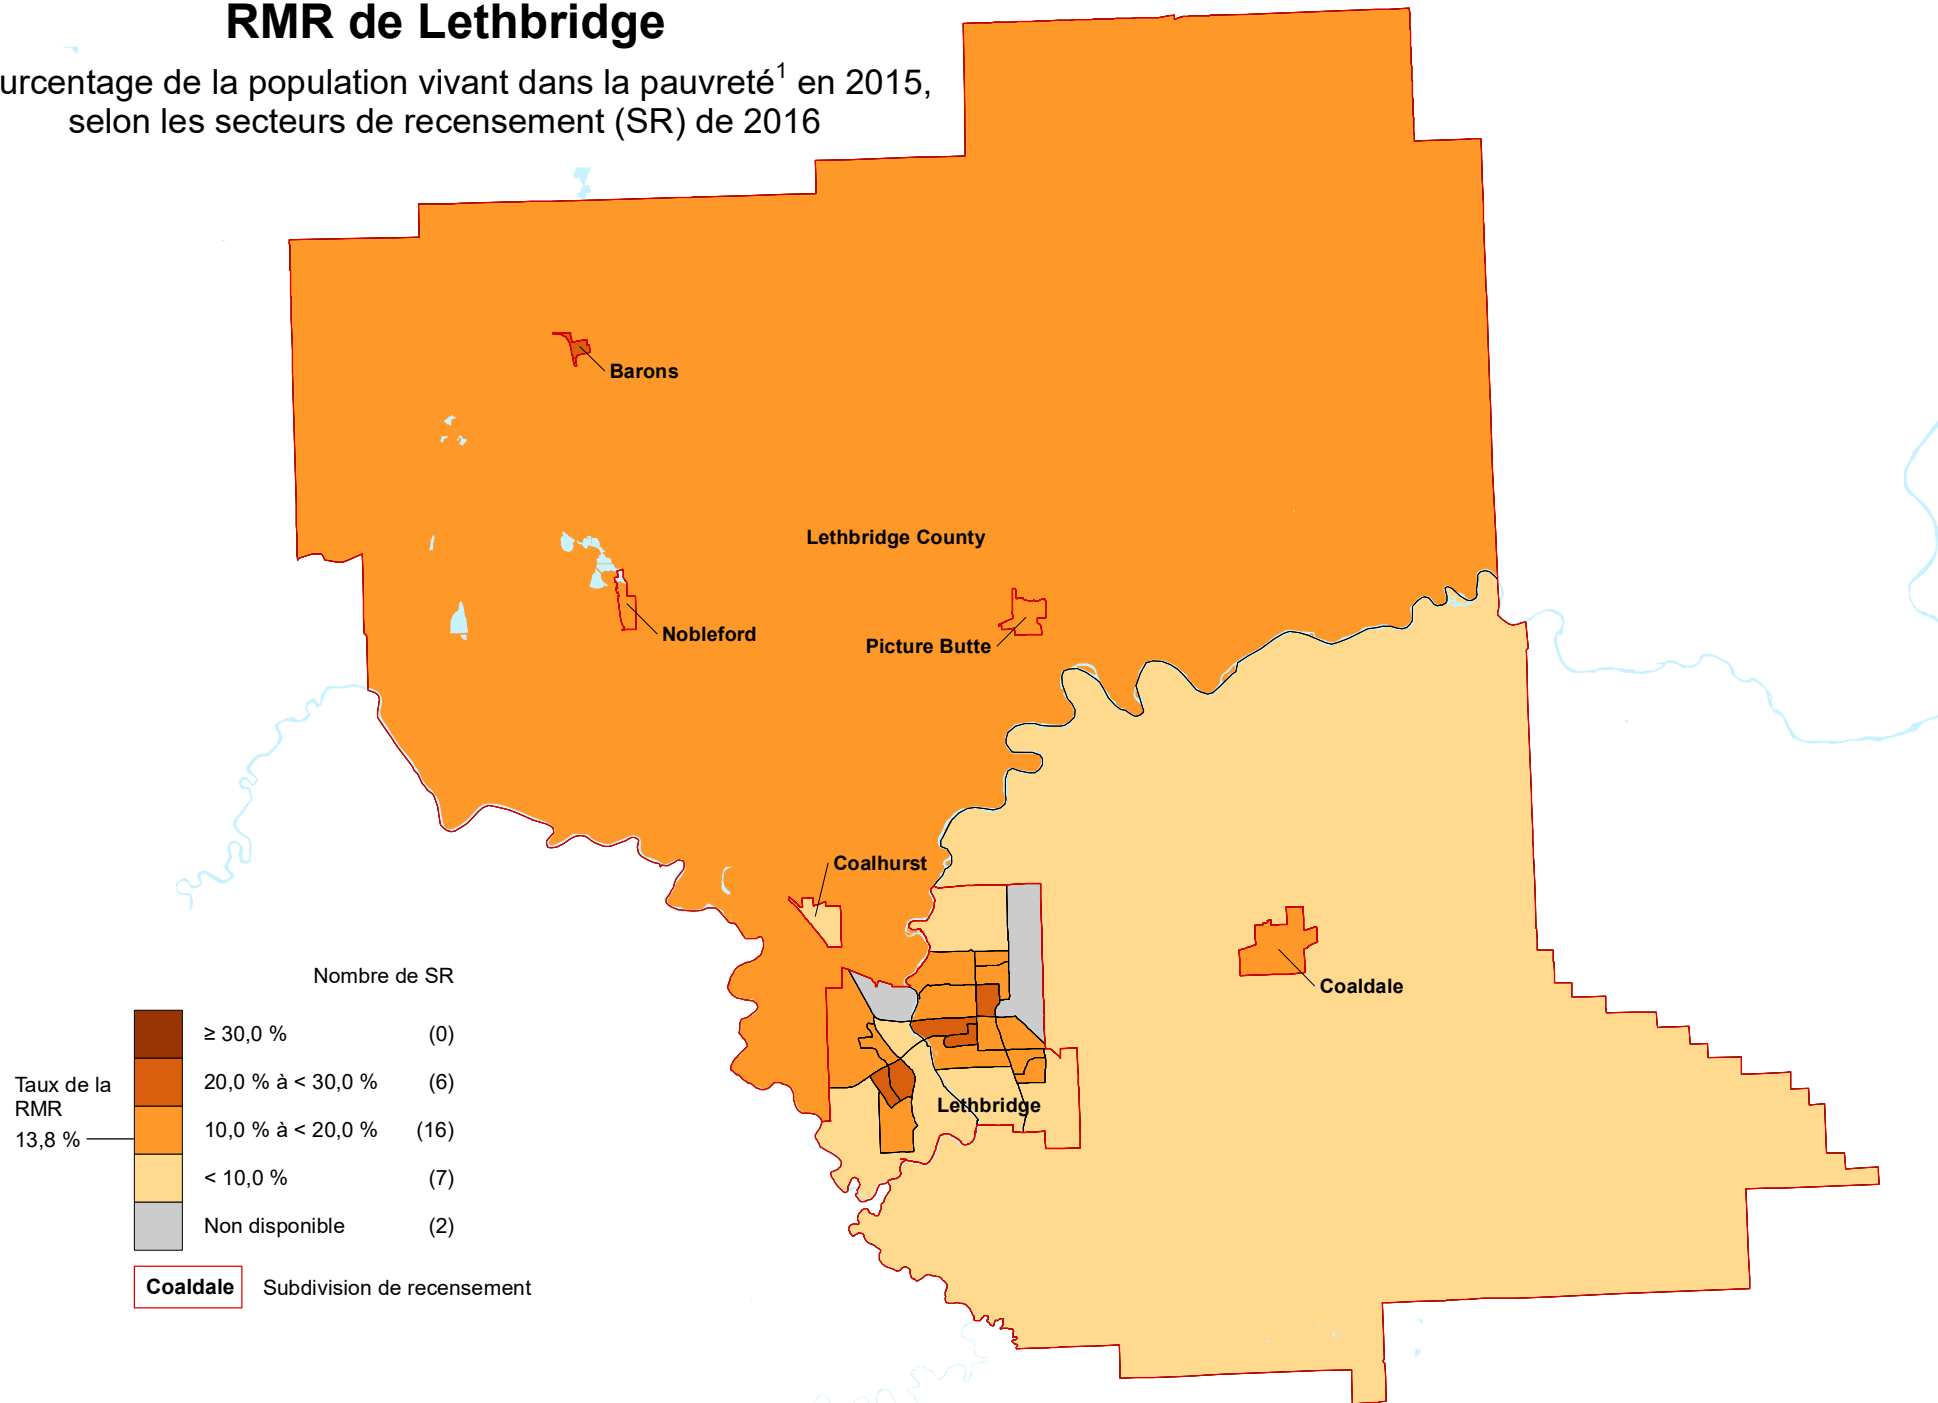 RMR de Lethbridge
urcentage de la population vivant dans la pauvreté1 en 2015,
selon les secteurs de recensement (SR) de 2016
Barons
Lethbridge County
Nobleford
Picture Butte
Coalhurst
Coaldale
Lethbridge
Nombre de SR
≥ 30,0 % (0)
20,0 % à < 30,0 % (6)
10,0 % à < 20,0 % (16)
< 10,0 % (7)
Non disponible (2)
Taux de la
RMR
13,8 %
Coaldale Subdivision de recensement